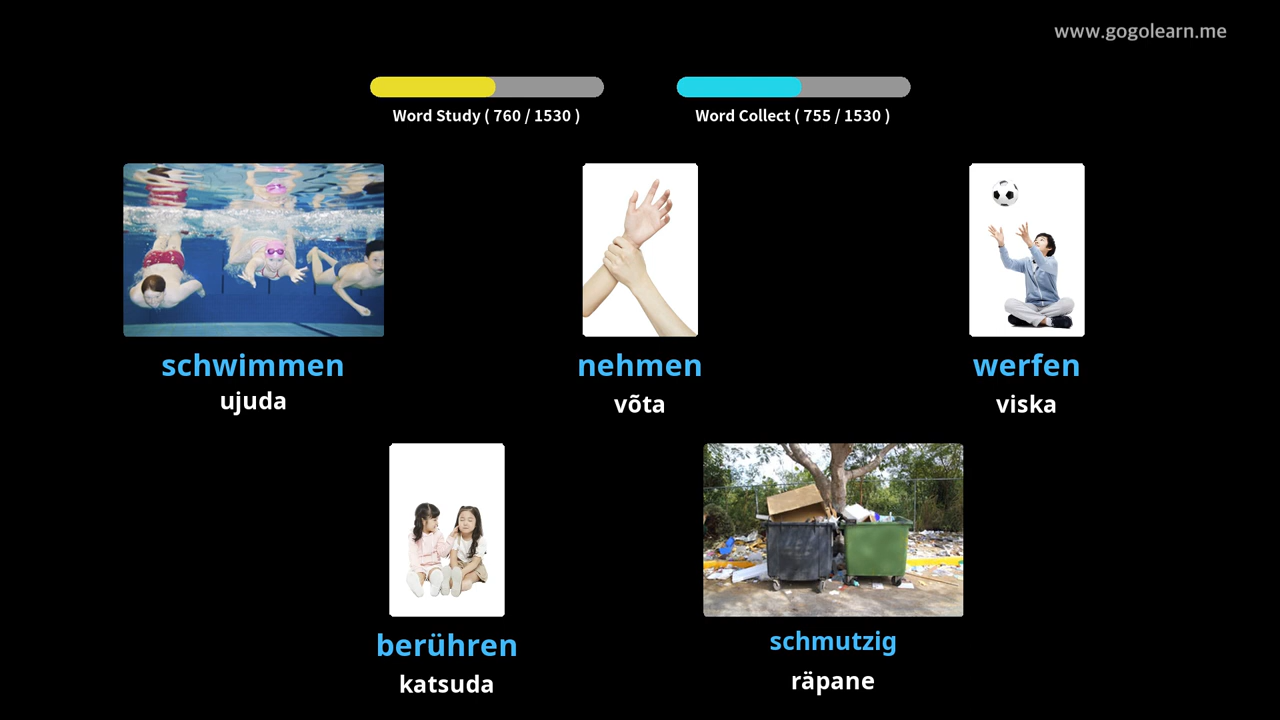 www.gogolearn.me
Word Study ( 760 / 1530 )
Word Collect ( 755 / 1530 )
schwimmen
ujuda
nehmen
võta
werfen
viska
berühren
katsuda
schmutzig
räpane